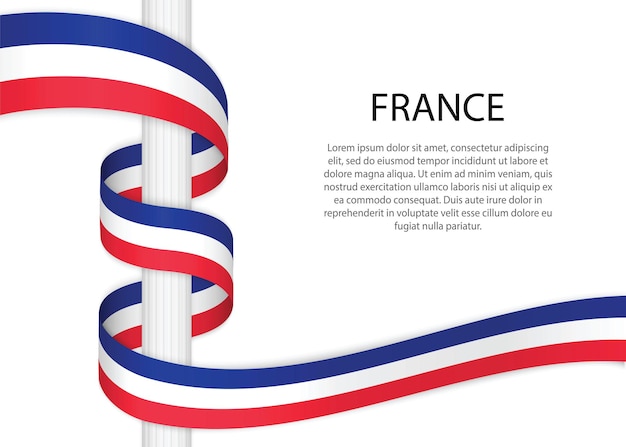 FRANCE
Lorem ipsum dolor sit amet, consectetur adipiscing
elit, sed do eiusmod tempor incididunt ut labore et
dolore magna aliqua. Ut enim ad minim veniam, quis
nostrud exercitation ullamco laboris nisi ut aliquip ex
ea commodo consequat. Duis aute irure dolor in
reprehenderit in voluptate velit esse cillum dolore eu
fugiat nulla pariatur.